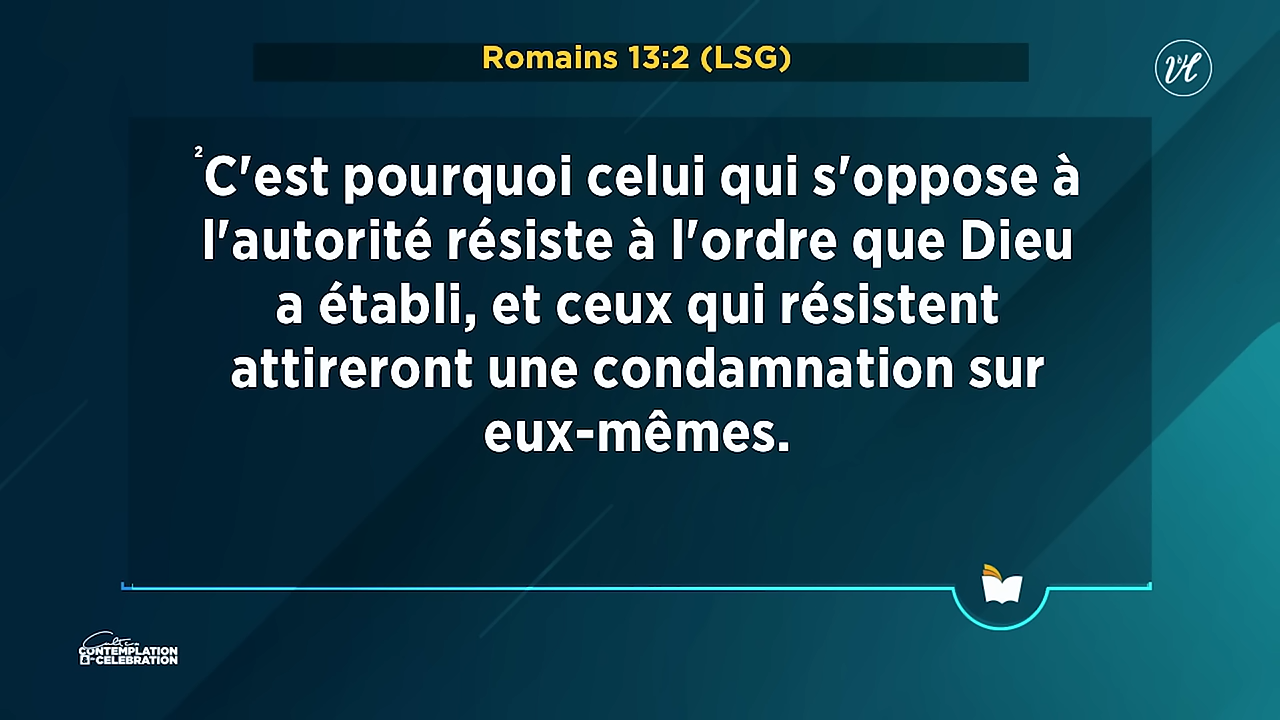 Romains 13:2 (LSG)
²C'est pourquoi celui qui s'oppose à
l'autorité résiste à l'ordre que Dieu
a établi, et ceux qui résistent
attireront une condamnation sur
eux-mêmes.
CONTEMPLATION
CELEBRATION